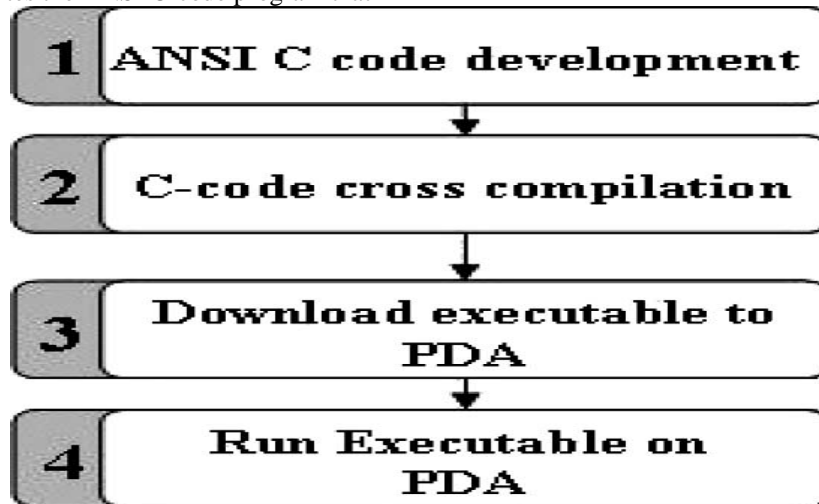 1 ANSI C code development
2 C-code cross compilation
3 Download executable to
PDA
4 Run Executable on
PDA